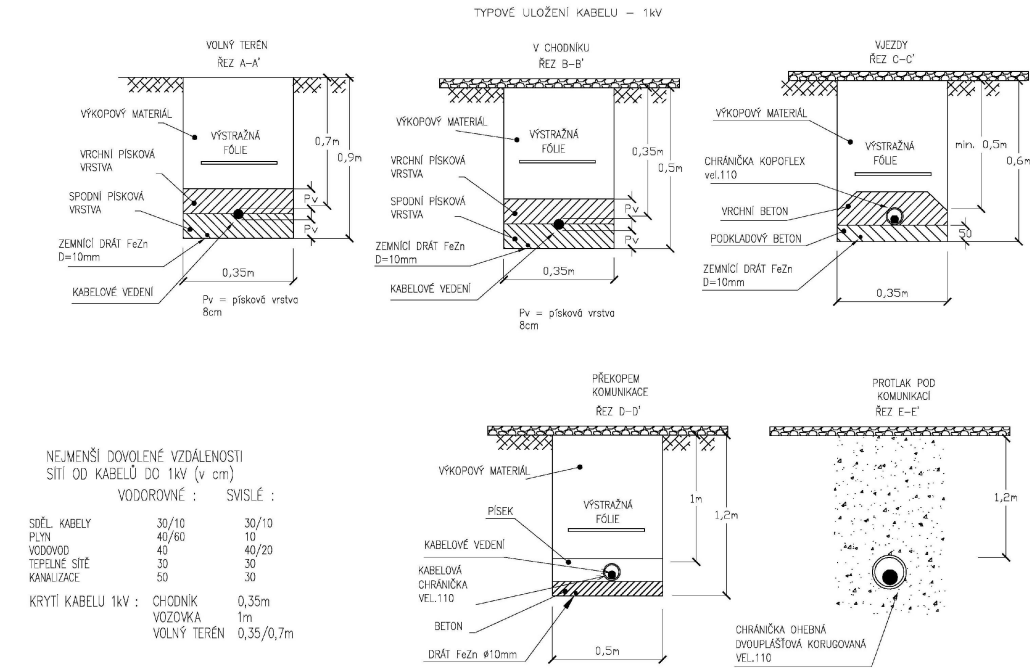 TYPOVÉ ULOŽENÍ KABELU – 1kV
VOLNÝ TERÉN
ŘEZ A–A'
VÝKOPOVÝ MATERIÁL
VÝSTRAŽNÁ
FÓLIE
VRCHNÍ PÍSKOVÁ
VRSTVA
SPODNÍ PÍSKOVÁ
VRSTVA
ZEMNÍCÍ DRÁT FeZn
D=10mm
KABELOVÉ VEDENÍ
0,7m
0,9m
Pv
Pv
0,35m
Pv = písková vrstva
8cm
V CHODNÍKU
ŘEZ B–B'
VÝKOPOVÝ MATERIÁL
VÝSTRAŽNÁ
FÓLIE
VRCHNÍ PÍSKOVÁ
VRSTVA
SPODNÍ PÍSKOVÁ
VRSTVA
ZEMNÍCÍ DRÁT FeZn
D=10mm
KABELOVÉ VEDENÍ
0,35m
0,5m
Pv
Pv
0,35m
Pv = písková vrstva
8cm
VJEZDY
ŘEZ C–C'
VÝKOPOVÝ MATERIÁL
VÝSTRAŽNÁ
FÓLIE
CHRÁNIČKA KOPOFLEX
vel.110
VRCHNÍ BETON
PODKLADOVÝ BETON
ZEMNÍCÍ DRÁT FeZn
D=10mm
min. 0,5m
0,6m
50
0,35m
NEJMENŠÍ DOVOLENÉ VZDÁLENOSTI
SÍTÍ OD KABELŮ DO 1kV (v cm)
VODOROVNÉ : SVISLÉ :
SDĚL. KABELY 30/10 30/10
PLYN 40/60 10
VODOVOD 40 40/20
TEPELNÉ SÍTĚ 30 30
KANALIZACE 50 30
KRYTÍ KABELU 1kV : CHODNÍK 0,35m
VOZOVKA 1m
VOLNÝ TERÉN 0,35/0,7m
PŘEKOPEM
KOMUNIKACE
ŘEZ D–D'
VÝKOPOVÝ MATERIÁL
VÝSTRAŽNÁ
FÓLIE
PÍSEK
KABELOVÉ VEDENÍ
KABELOVÁ
CHRÁNIČKA
VEL.110
BETON
DRÁT FeZn ø10mm
1m
1,2m
0,5m
PROTLAK POD
KOMUNIKACÍ
ŘEZ E–E'
1,2m
CHRÁNIČKA OHEBNÁ
DVOUPLÁŠŤOVÁ KORUGOVANÁ
VEL.110